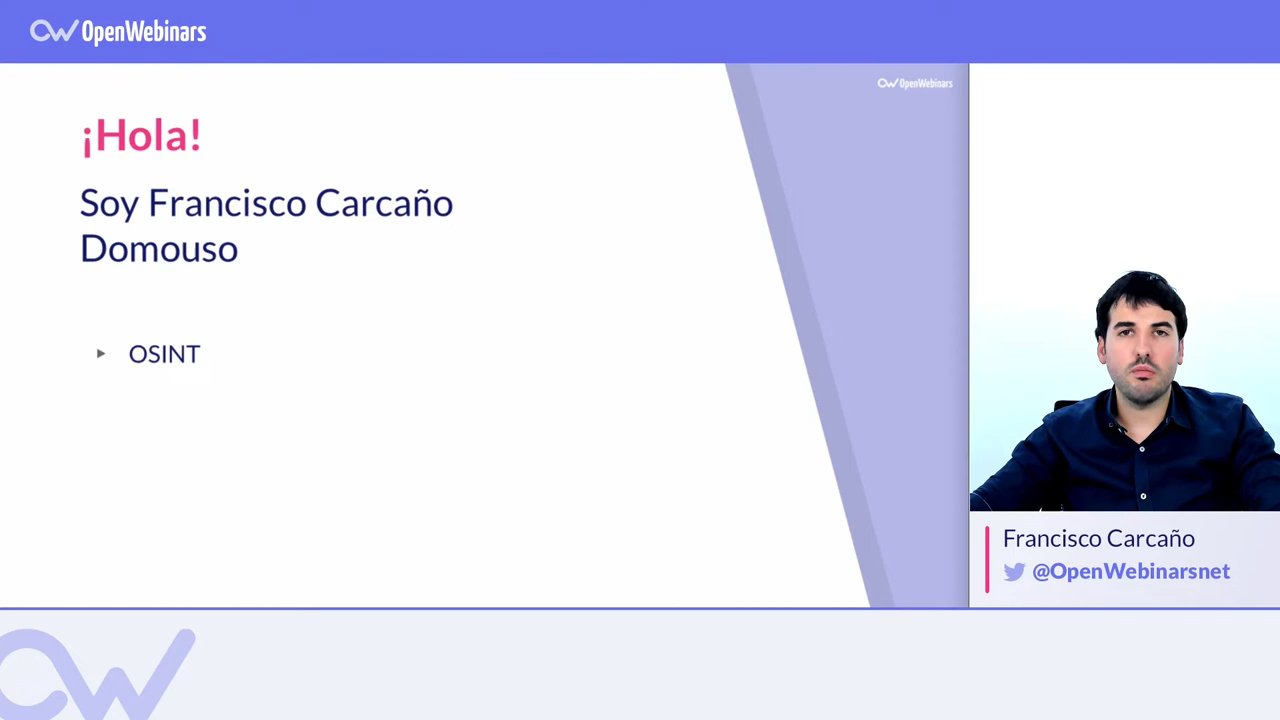 OpenWebinars
OpenWebinars
¡Hola!
Soy Francisco Carcaño
Domouso
OSINT
Francisco Carcaño
@OpenWebinarsnet